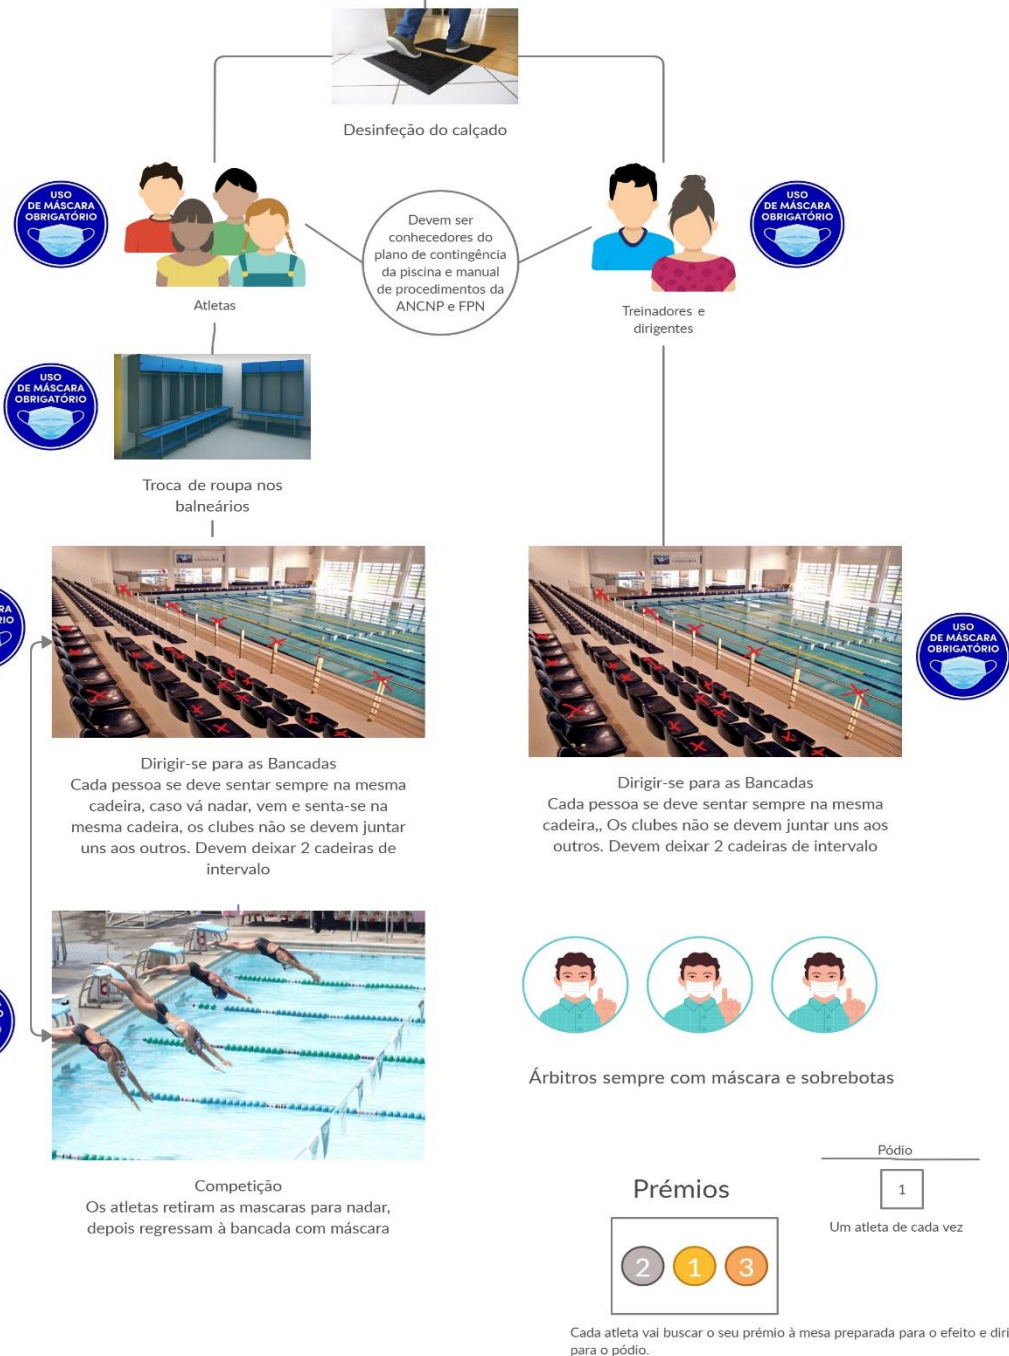 Desinfeção do calçado
USO
DE MÁSCARA
OBRIGATÓRIO
Devem ser
conhecedores do
plano de contingência
da piscina e manual
de procedimentos da
ANCNP e FPN
USO
DE MÁSCARA
OBRIGATÓRIO
Atletas
Treinadores e
dirigentes
USO
DE MÁSCARA
OBRIGATÓRIO
Troca de roupa nos
balneários
USO
DE MÁSCARA
OBRIGATÓRIO
Dirigir-se para as Bancadas
Cada pessoa se deve sentar sempre na mesma
cadeira, caso vá nadar, vem e senta-se na
mesma cadeira, os clubes não se devem juntar
uns aos outros. Devem deixar 2 cadeiras de
intervalo
Dirigir-se para as Bancadas
Cada pessoa se deve sentar sempre na mesma
cadeira,, Os clubes não se devem juntar uns aos
outros. Devem deixar 2 cadeiras de intervalo
Árbitros sempre com máscara e sobrebotas
Competição
Os atletas retiram as mascaras para nadar,
depois regressam à bancada com máscara
Pódio
1
Um atleta de cada vez
Prémios
2 1 3
Cada atleta vai buscar o seu prémio à mesa preparada para o efeito e diri
para o pódio.